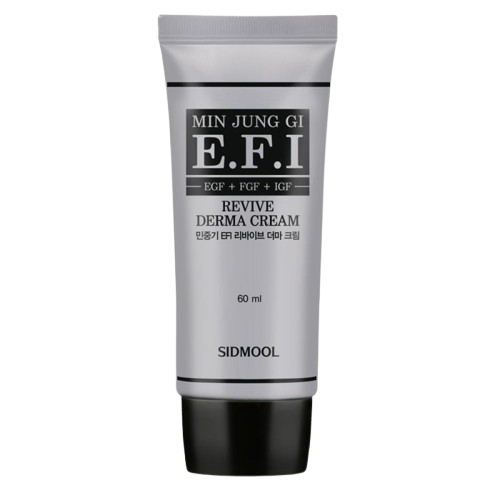 MIN JUNG GI
E.F.I
EGF + FGF + IGF
REVIVE
DERMA CREAM
민중기 EFI 리바이브 더마 크림
60 ml
SIDMOOL